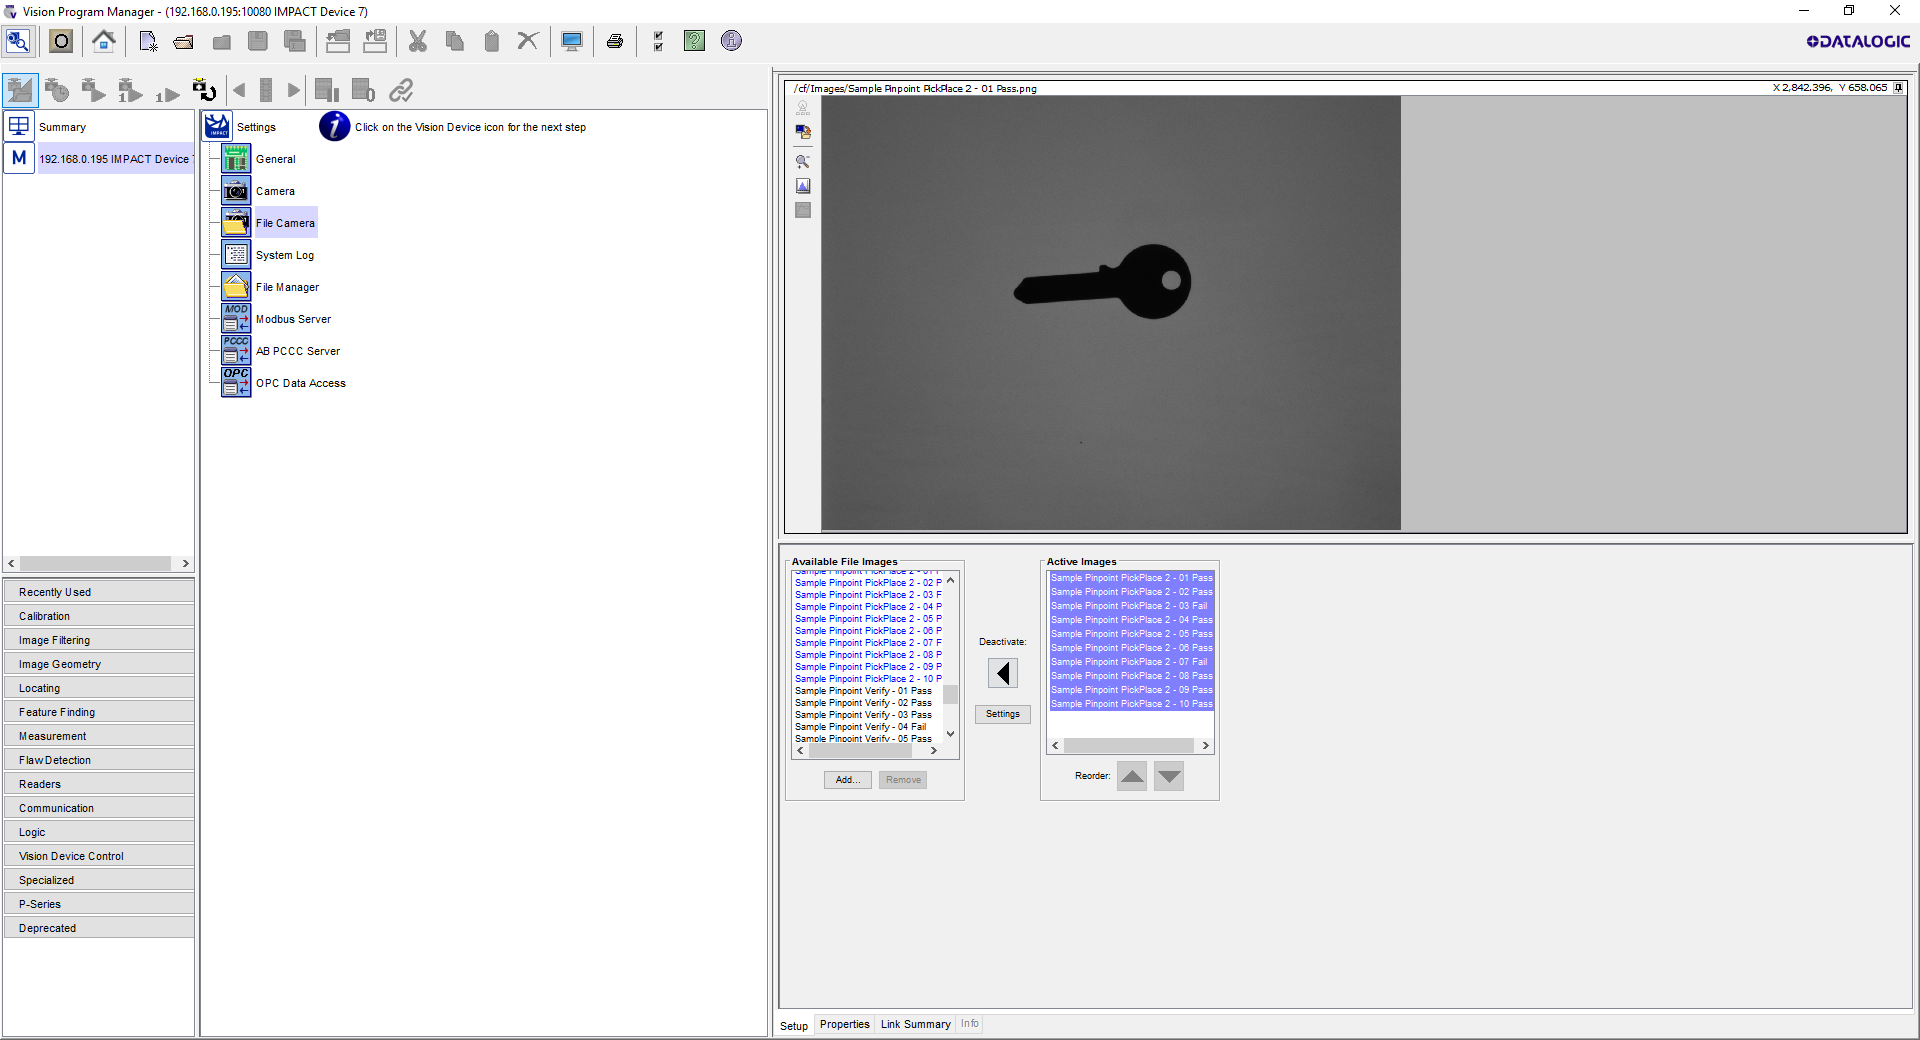 Vision Program Manager - (192.168.0.195:10080 IMPACT Device 7)
DATALOGIC
Summary
M
192.168.0.195 IMPACT Device 7
Recently Used
Calibration
Image Filtering
Image Geometry
Locating
Feature Finding
Measurement
Flaw Detection
Readers
Communication
Logic
Vision Device Control
Specialized
P-Series
Deprecated
IMPACT
Settings
Click on the Vision Device icon for the next step
General
Camera
File Camera
System Log
File Manager
MOD
Modbus Server
PCCC
AB PCCC Server
OPC
OPC Data Access
/cf/Images/Sample Pinpoint PickPlace 2 - 01 Pass.png
X 2,842.396, Y 658.065
Available File Images
Sample Pinpoint PickPlace 2 - 01 P
Sample Pinpoint PickPlace 2 - 02 P
Sample Pinpoint PickPlace 2 - 03 F
Sample Pinpoint PickPlace 2 - 04 P
Sample Pinpoint PickPlace 2 - 05 P
Sample Pinpoint PickPlace 2 - 06 P
Sample Pinpoint PickPlace 2 - 07 F
Sample Pinpoint PickPlace 2 - 08 P
Sample Pinpoint PickPlace 2 - 09 P
Sample Pinpoint PickPlace 2 - 10 P
Sample Pinpoint Verify - 01 Pass
Sample Pinpoint Verify - 02 Pass
Sample Pinpoint Verify - 03 Pass
Sample Pinpoint Verify - 04 Fail
Sample Pinpoint Verify - 05 Pass
Add...
Remove
Deactivate:
Settings
Active Images
Sample Pinpoint PickPlace 2 - 01 Pass
Sample Pinpoint PickPlace 2 - 02 Pass
Sample Pinpoint PickPlace 2 - 03 Fail
Sample Pinpoint PickPlace 2 - 04 Pass
Sample Pinpoint PickPlace 2 - 05 Pass
Sample Pinpoint PickPlace 2 - 06 Pass
Sample Pinpoint PickPlace 2 - 07 Fail
Sample Pinpoint PickPlace 2 - 08 Pass
Sample Pinpoint PickPlace 2 - 09 Pass
Sample Pinpoint PickPlace 2 - 10 Pass
Reorder:
Setup
Properties
Link Summary
Info